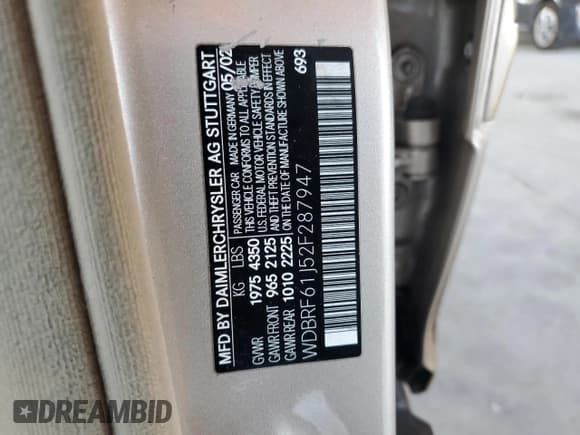 MFD BY DAIMLERCHRYSLER AG STUTTGART
KG LBS PASSENGER CAR MADE IN GERMANY 05/02
GVWR 1975 4350 THIS VEHICLE CONFORMS TO ALL APPLICABLE
U.S. FEDERAL MOTOR VEHICLE SAFETY, BUMPER
GAWR FRONT 965 2125 AND THEFT PREVENTION STANDARDS IN EFFECT
GAWR REAR 1010 2225 ON THE DATE OF MANUFACTURE SHOWN ABOVE
WDBRF61J52F287947 693
DREAMBID